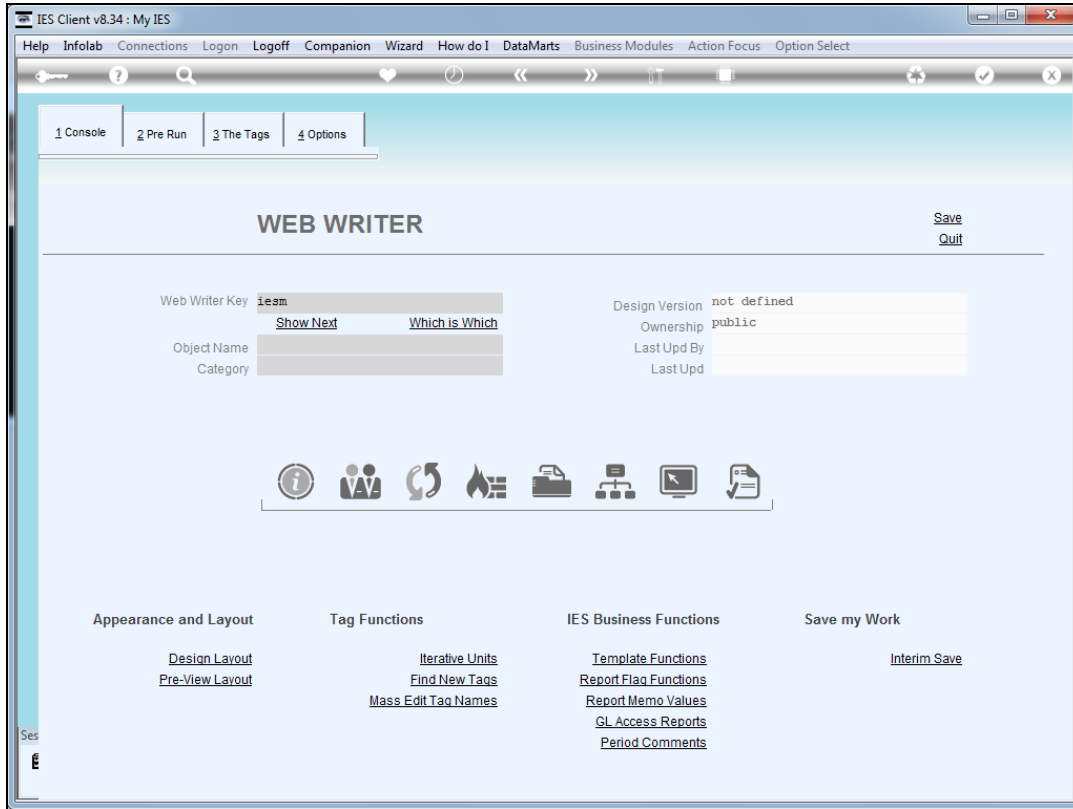 IES Client v8.34 : My IES
Help Infolab Connections Logon Logoff Companion Wizard How do I DataMarts Business Modules Action Focus Option Select
1 Console 2 Pre Run 3 The Tags 4 Options
WEB WRITER
Save
Quit
Web Writer Key iesm
Show Next Which is Which
Object Name
Category
Design Version not defined
Ownership public
Last Upd By
Last Upd
Appearance and Layout
Design Layout
Pre-View Layout
Tag Functions
Iterative Units
Find New Tags
Mass Edit Tag Names
IES Business Functions
Template Functions
Report Flag Functions
Report Memo Values
GL Access Reports
Period Comments
Save my Work
Interim Save
Ses